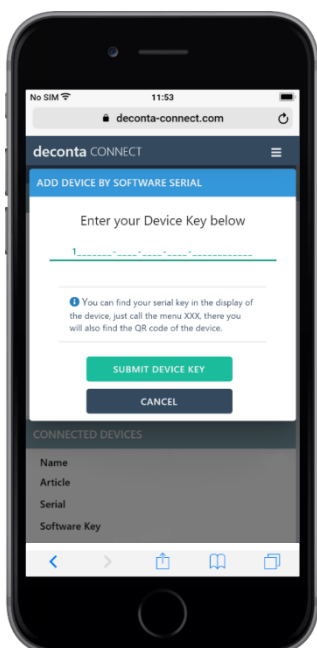 No SIM 11:53
deconta-connect.com
deconta CONNECT
ADD DEVICE BY SOFTWARE SERIAL
Enter your Device Key below
1_______-____-____-____-____________
You can find your serial key in the display of
the device, just call the menu XXX, there you
will also find the QR code of the device.
SUBMIT DEVICE KEY
CANCEL
CONNECTED DEVICES
Name
Article
Serial
Software Key